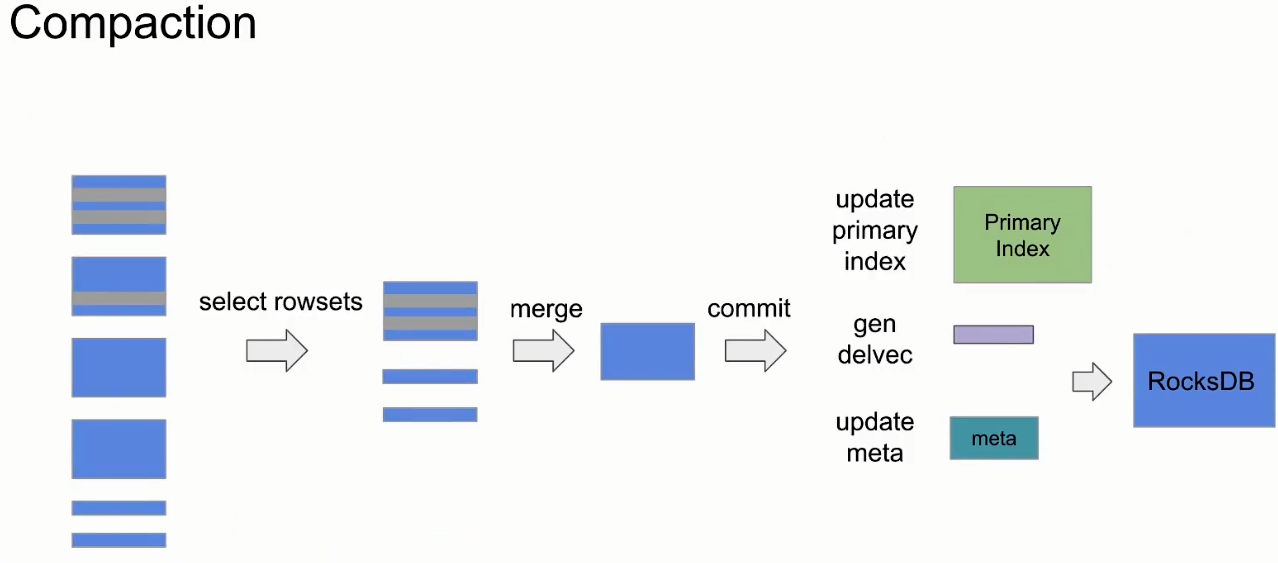 Compaction
select rowsets
merge
commit
update
primary
index
Primary
Index
gen
delvec
update
meta
meta
RocksDB